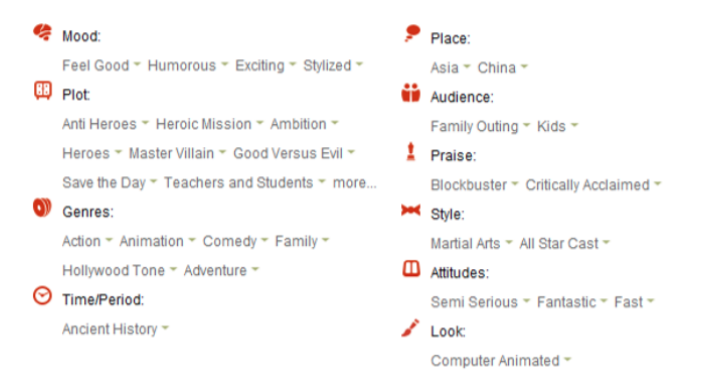 Mood:
Feel Good Humorous Exciting Stylized
Plot:
Anti Heroes Heroic Mission Ambition
Heroes Master Villain Good Versus Evil
Save the Day Teachers and Students more...
Genres:
Action Animation Comedy Family
Hollywood Tone Adventure
Time/Period:
Ancient History
Place:
Asia China
Audience:
Family Outing Kids
Praise:
Blockbuster Critically Acclaimed
Style:
Martial Arts All Star Cast
Attitudes:
Semi Serious Fantastic Fast
Look:
Computer Animated